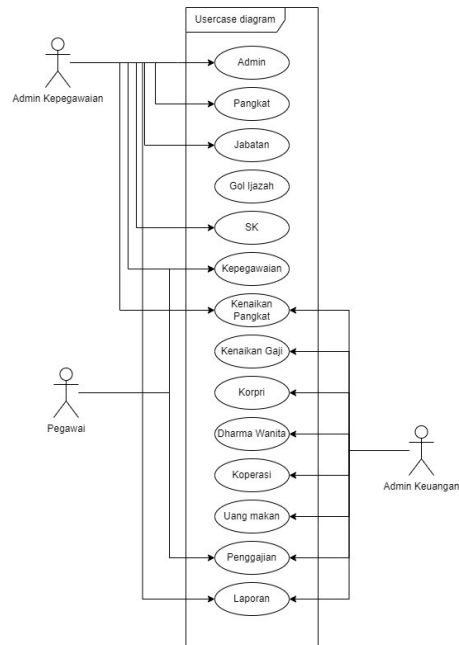 Usercase diagram
Admin
Admin Kepegawaian
Pangkat
Jabatan
Gol Ijazah
SK
Kepegawaian
Kenaikan
Pangkat
Kenaikan Gaji
Korpri
Pegawai
Dharma Wanita
Koperasi
Admin Keuangan
Uang makan
Penggajian
Laporan